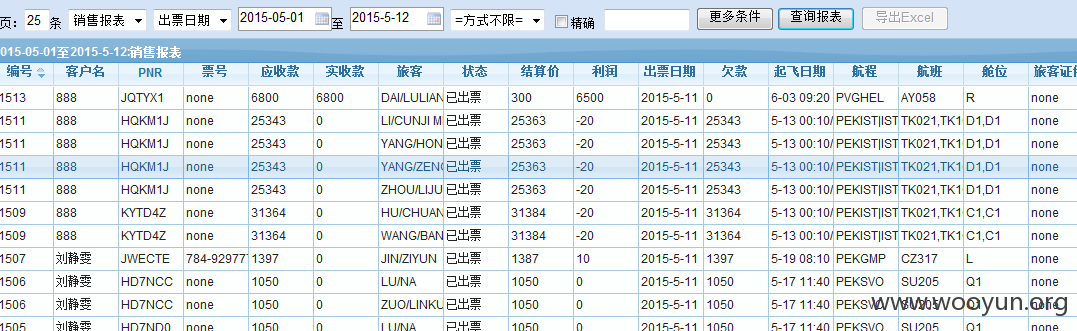 页: 25 条 销售报表 出票日期 2015-05-01 至 2015-5-12 =方式不限= 精确 更多条件 查询报表 导出Excel
015-05-01至2015-5-12:销售报表
编号 客户名 PNR 票号 应收款 实收款 旅客 状态 结算价 利润 出票日期 欠款 起飞日期 航程 航班 舱位 旅客证件
1513 888 JQTYX1 none 6800 6800 DAI/LULIAN 已出票 300 6500 2015-5-11 0 6-03 09:20 PVGHEL AY058 R none
1511 888 HQKM1J none 25343 0 LI/CUNJI M 已出票 25363 -20 2015-5-11 25343 5-13 00:10/ PEKIST|IST TK021,TK1 D1,D1 none
1511 888 HQKM1J none 25343 0 YANG/HON 已出票 25363 -20 2015-5-11 25343 5-13 00:10/ PEKIST|IST TK021,TK1 D1,D1 none
1511 888 HQKM1J none 25343 0 YANG/ZENG 已出票 25363 -20 2015-5-11 25343 5-13 00:10/ PEKIST|IST TK021,TK1 D1,D1 none
1511 888 HQKM1J none 25343 0 ZHOU/LIJU 已出票 25363 -20 2015-5-11 25343 5-13 00:10/ PEKIST|IST TK021,TK1 D1,D1 none
1509 888 KYTD4Z none 31364 0 HU/CHUAN 已出票 31384 -20 2015-5-11 31364 5-13 00:10/ PEKIST|IST TK021,TK1 C1,C1 none
1509 888 KYTD4Z none 31364 0 WANG/BAN 已出票 31384 -20 2015-5-11 31364 5-13 00:10/ PEKIST|IST TK021,TK1 C1,C1 none
1507 刘静雯 JWECTE 784-92977 1397 0 JIN/ZIYUN 已出票 1387 10 2015-5-11 1397 5-19 08:10 PEKGMP CZ317 L none
1506 刘静雯 HD7NCC none 1050 0 LU/NA 已出票 1050 0 2015-5-11 1050 5-17 11:40 PEKSVO SU205 Q1 none
1506 刘静雯 HD7NCC none 1050 0 ZUO/LINKU 已出票 1050 0 2015-5-11 1050 5-17 11:40 PEKSVO SU205 Q1 none
1505 刘静雯 HD7ND0 none 1050 0 LU/NA 已出票 1050 0 2015-5-11 1050 5-17 11:40 PEKSVO SU205 Q1 none
www.wooyun.org